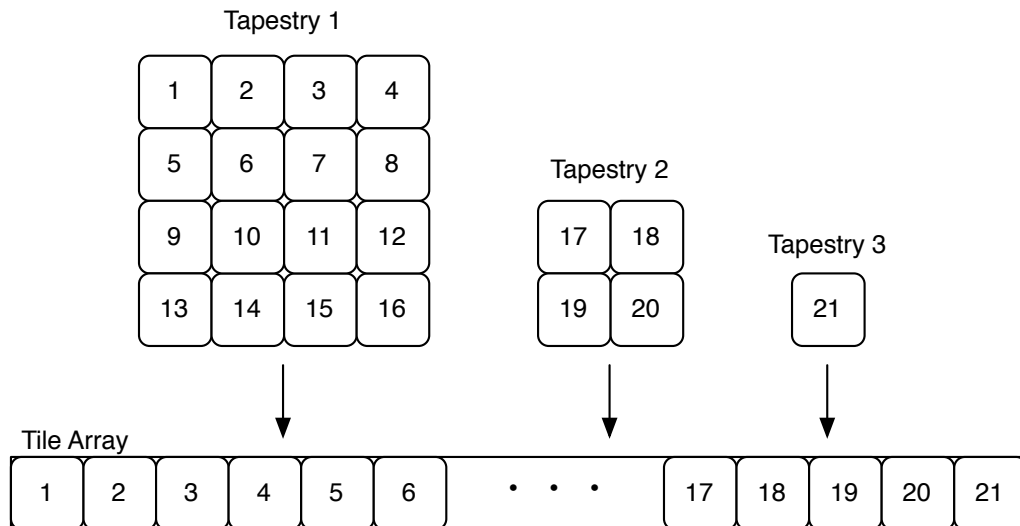 Tapestry 1
1 2 3 4
5 6 7 8
9 10 11 12
13 14 15 16
Tapestry 2
17 18
19 20
Tapestry 3
21
Tile Array
1 2 3 4 5 6 . . . 17 18 19 20 21